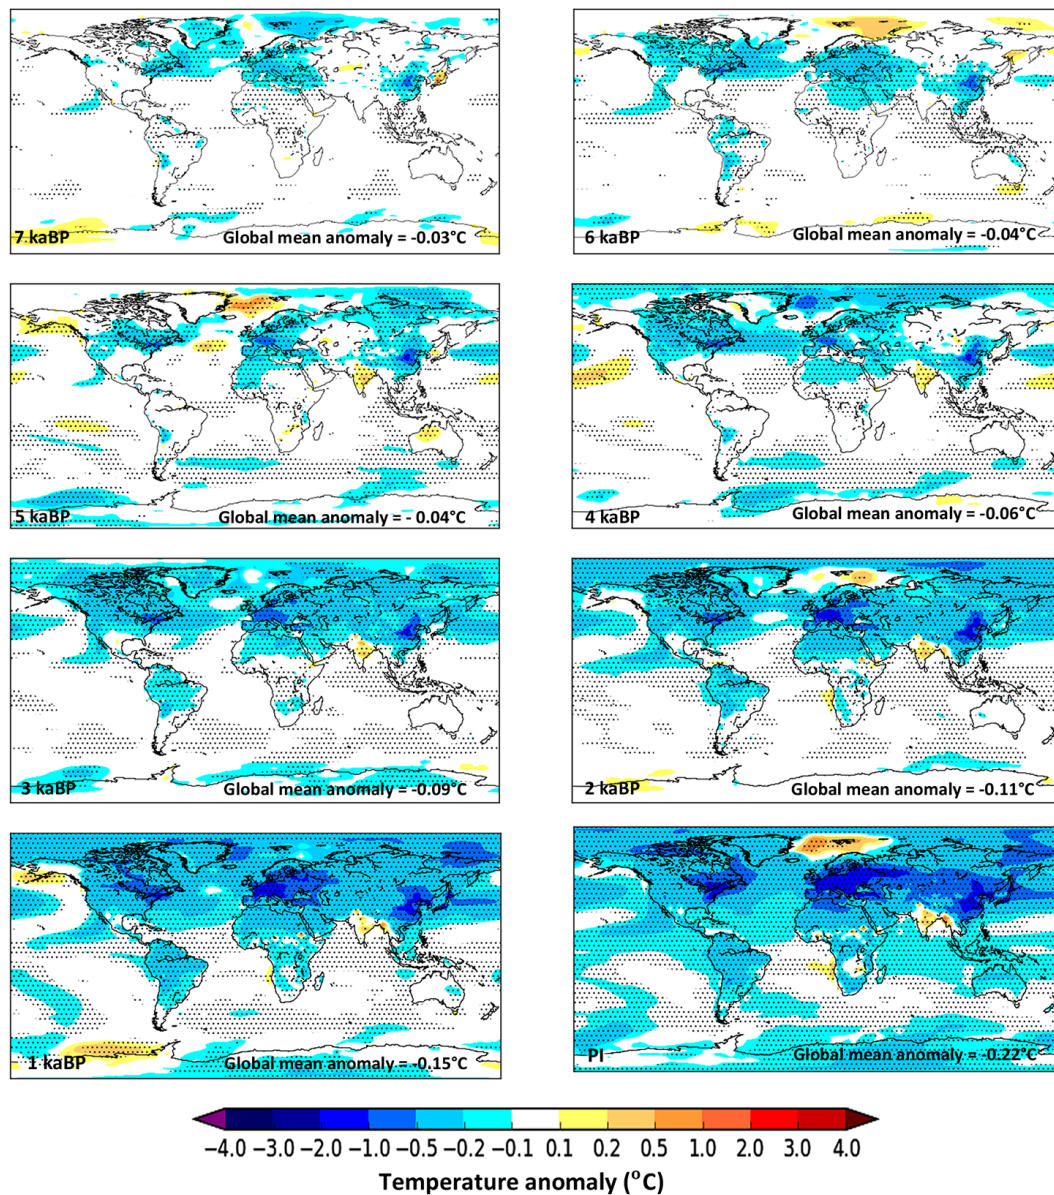 7 kaBP Global mean anomaly = -0.03°C
6 kaBP Global mean anomaly = -0.04°C
5 kaBP Global mean anomaly = - 0.04°C
4 kaBP Global mean anomaly = -0.06°C
3 kaBP Global mean anomaly = -0.09°C
2 kaBP Global mean anomaly = -0.11°C
1 kaBP Global mean anomaly = -0.15°C
PI Global mean anomaly = -0.22°C
−4.0 −3.0 −2.0 −1.0 −0.5 −0.2 −0.1 0.1 0.2 0.5 1.0 2.0 3.0 4.0
Temperature anomaly (°C)